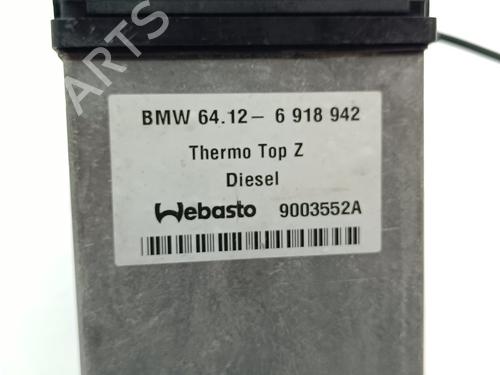 ARTS
BMW 64.12– 6 918 942
Thermo Top Z
Diesel
Webasto 9003552A